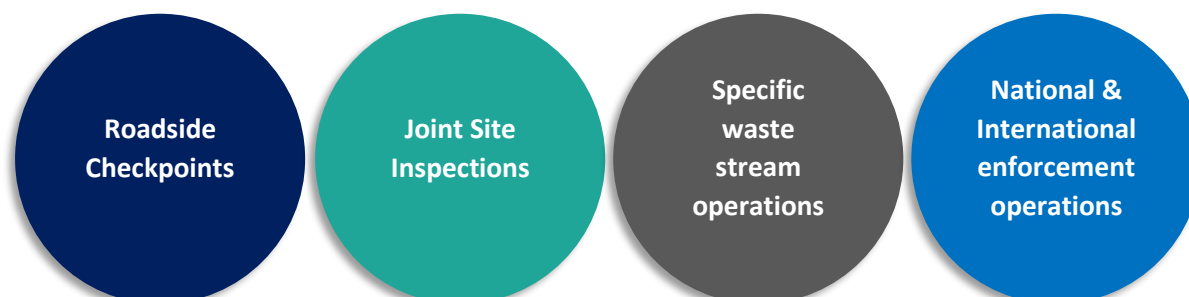 Roadside
Checkpoints
Joint Site
Inspections
Specific
waste
stream
operations
National &
International
enforcement
operations